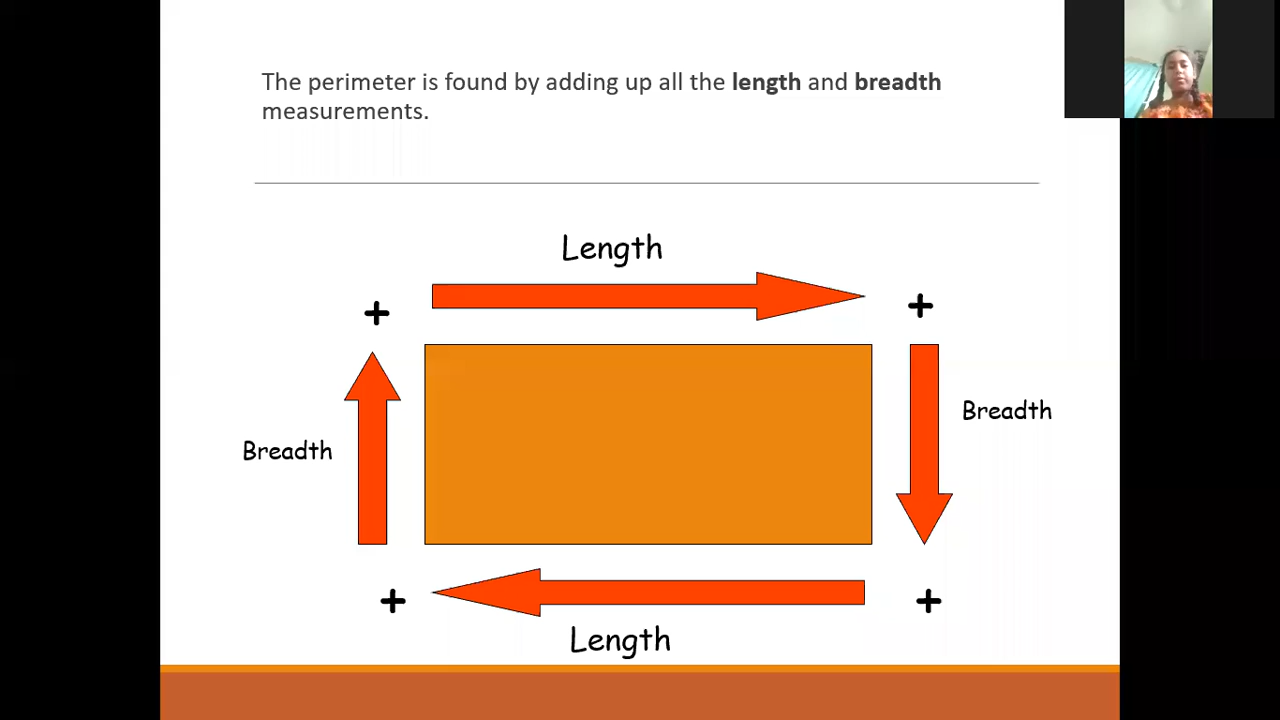 The perimeter is found by adding up all the length and breadth
measurements.
Length
+
+
Breadth
Breadth
+
+
Length